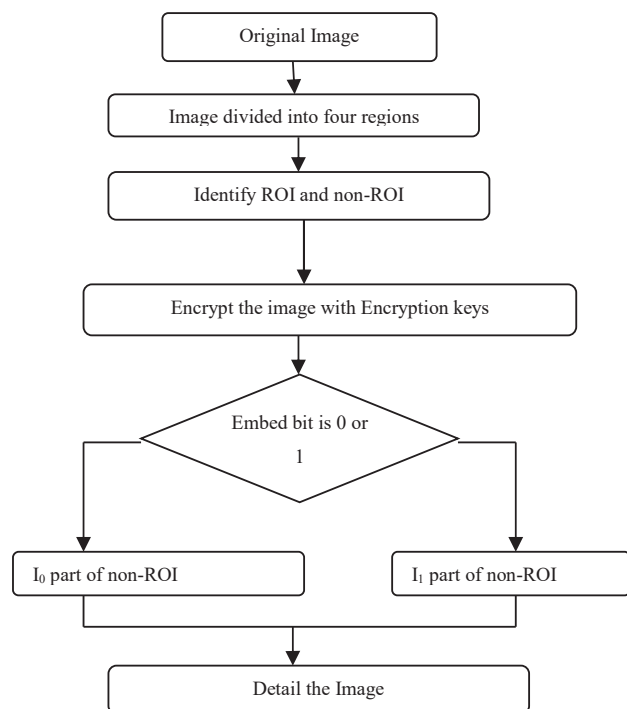 Original Image
Image divided into four regions
Identify ROI and non-ROI
Encrypt the image with Encryption keys
Embed bit is 0 or
1
I₀ part of non-ROI
I₁ part of non-ROI
Detail the Image